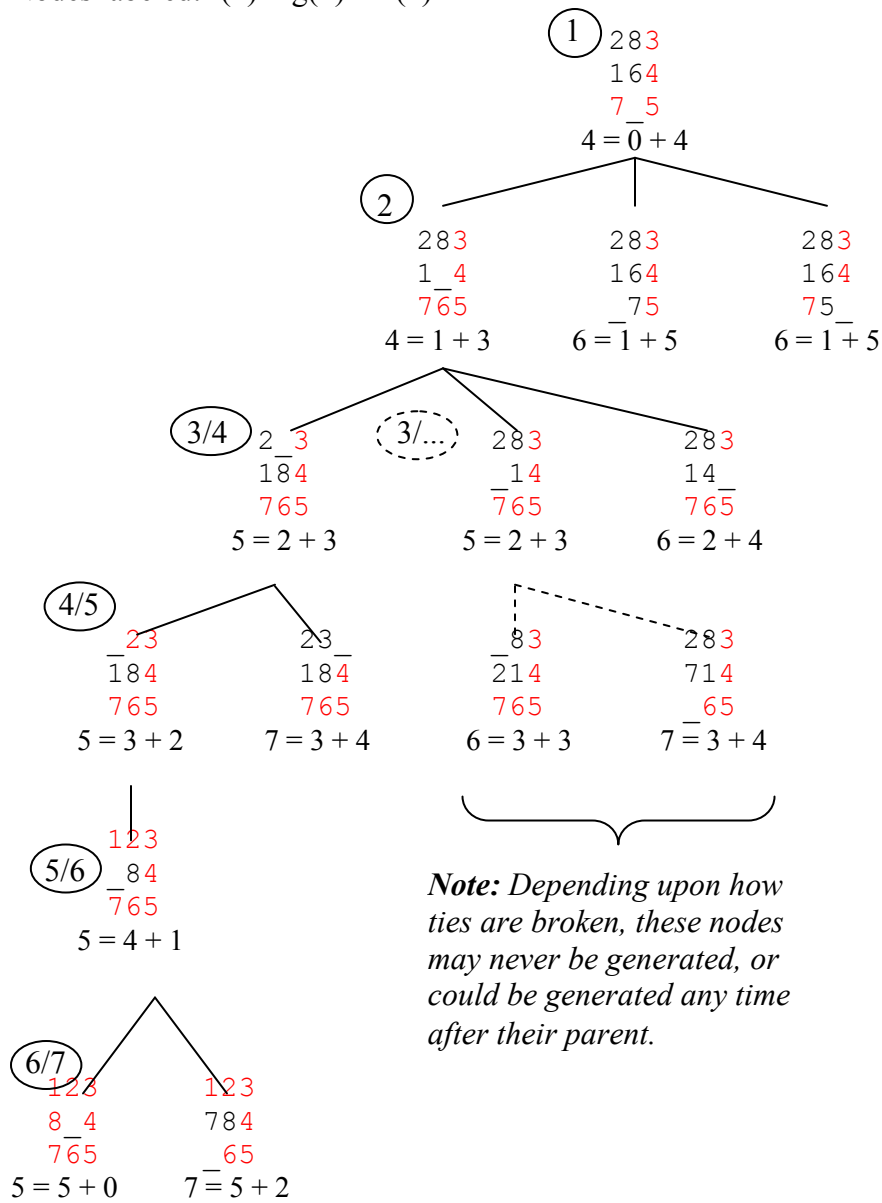 1
283
164
7_5
4 = 0 + 4
2
283
1_4
765
4 = 1 + 3
283
164
_75
6 = 1 + 5
283
164
75_
6 = 1 + 5
3/4
2_3
184
765
5 = 2 + 3
3/...
283
_14
765
5 = 2 + 3
283
14_
765
6 = 2 + 4
4/5
_23
184
765
5 = 3 + 2
23_
184
765
7 = 3 + 4
_83
214
765
6 = 3 + 3
283
714
_65
7 = 3 + 4
5/6
123
_84
765
5 = 4 + 1
Note: Depending upon how
ties are broken, these nodes
may never be generated, or
could be generated any time
after their parent.
6/7
123
8_4
765
5 = 5 + 0
123
784
_65
7 = 5 + 2